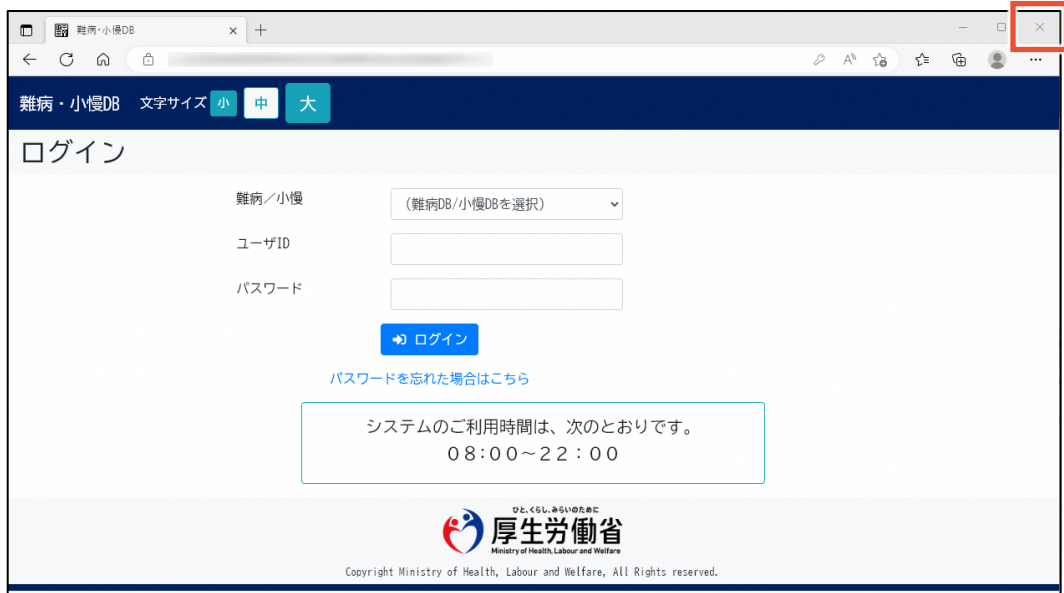 難病・小慢DB
難病・小慢DB 文字サイズ 小 中 大
ログイン
難病／小慢
(難病DB/小慢DBを選択)
ユーザID
パスワード
ログイン
パスワードを忘れた場合はこちら
システムのご利用時間は、次のとおりです。
０８：００～２２：００
ひと、くらし、みらいのために
厚生労働省
Ministry of Health, Labour and Welfare
Copyright Ministry of Health, Labour and Welfare, All Rights reserved.